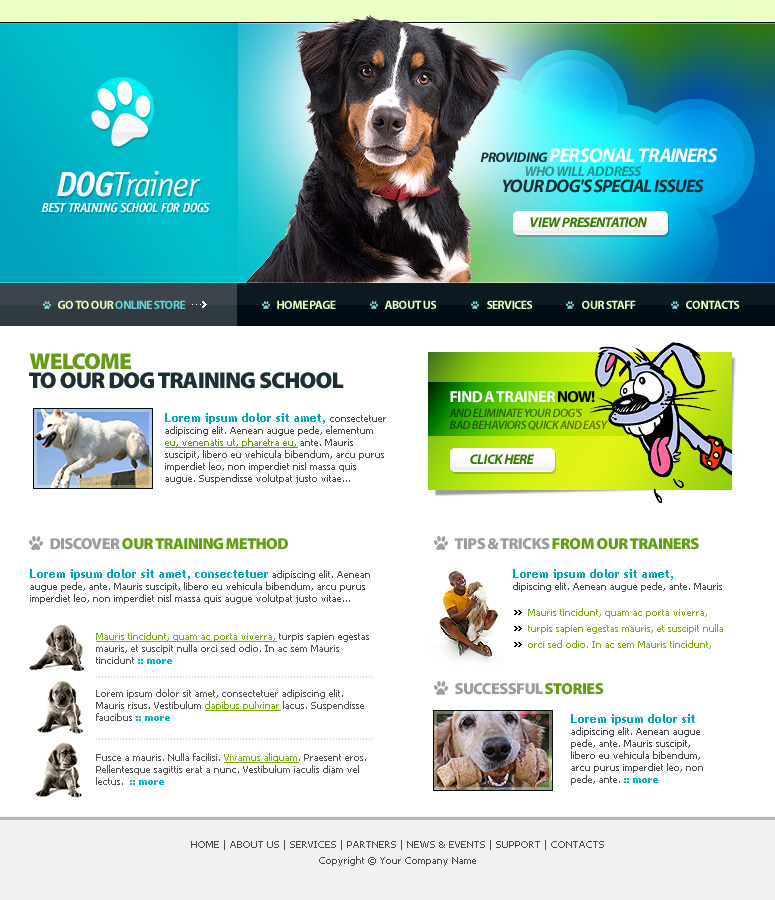 DOGTrainer
BEST TRAINING SCHOOL FOR DOGS
PROVIDING PERSONAL TRAINERS
WHO WILL ADDRESS
YOUR DOG'S SPECIAL ISSUES
VIEW PRESENTATION
GO TO OUR ONLINE STORE
HOME PAGE
ABOUT US
SERVICES
OUR STAFF
CONTACTS
WELCOME
TO OUR DOG TRAINING SCHOOL
Lorem ipsum dolor sit amet, consectetuer
adipiscing elit. Aenean augue pede, elementum
eu, venenatis ut, pharetra eu, ante. Mauris
suscipit, libero eu vehicula bibendum, arcu purus
imperdiet leo, non imperdiet nisl massa quis
augue. Suspendisse volutpat justo vitae...
FIND A TRAINER NOW!
AND ELIMINATE YOUR DOG'S
BAD BEHAVIORS QUICK AND EASY
CLICK HERE
DISCOVER OUR TRAINING METHOD
Lorem ipsum dolor sit amet, consectetuer adipiscing elit. Aenean
augue pede, ante. Mauris suscipit, libero eu vehicula bibendum, arcu purus
imperdiet leo, non imperdiet nisl massa quis augue volutpat justo vitae...
Mauris tincidunt, quam ac porta viverra, turpis sapien egestas
mauris, et suscipit nulla orci sed odio. In ac sem Mauris
tincidunt :: more
Lorem ipsum dolor sit amet, consectetuer adipiscing elit.
Mauris risus. Vestibulum dapibus pulvinar lacus. Suspendisse
faucibus :: more
Fusce a mauris. Nulla facilisi. Vivamus aliquam. Praesent eros.
Pellentesque sagittis erat a nunc. Vestibulum iaculis diam vel
lectus. :: more
TIPS & TRICKS FROM OUR TRAINERS
Lorem ipsum dolor sit amet,
dipiscing elit. Aenean augue pede, ante. Mauris
Mauris tincidunt, quam ac porta viverra,
turpis sapien egestas mauris, et suscipit nulla
orci sed odio. In ac sem Mauris tincidunt,
SUCCESSFUL STORIES
Lorem ipsum dolor sit
adipiscing elit. Aenean augue
pede, ante. Mauris suscipit,
libero eu vehicula bibendum,
arcu purus imperdiet leo, non
pede, ante. :: more
HOME | ABOUT US | SERVICES | PARTNERS | NEWS & EVENTS | SUPPORT | CONTACTS
Copyright © Your Company Name